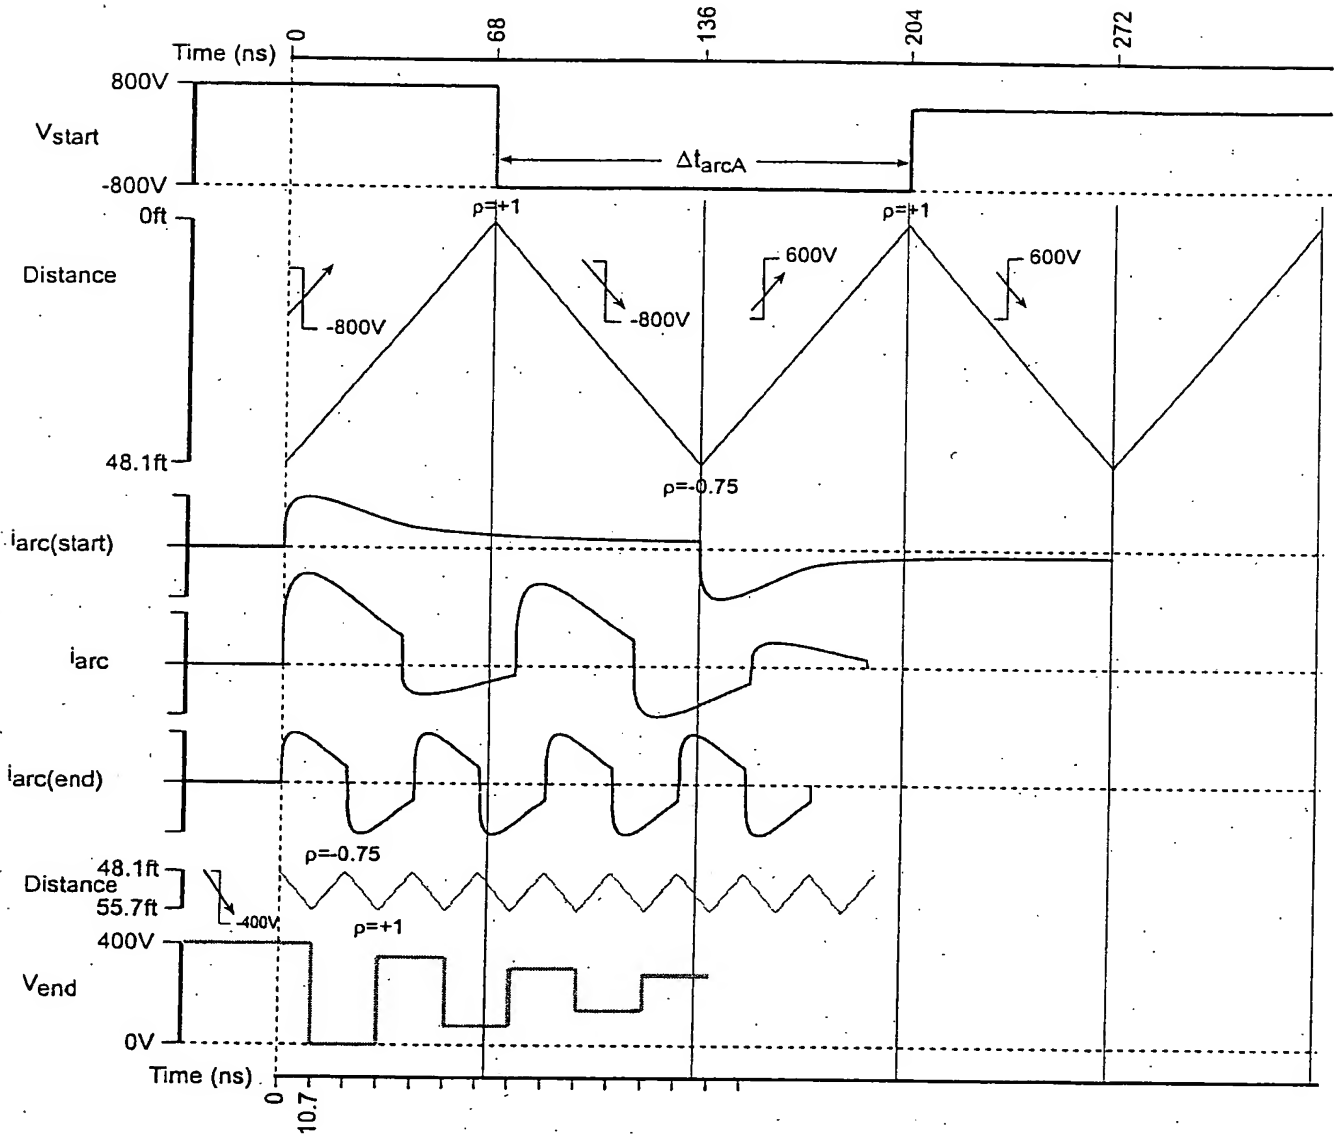 0
68
136
204
272
Time (ns)
800V
Vstart
-800V
ΔtarcA
ρ=+1
ρ=+1
0ft
Distance
-800V
-800V
600V
600V
48.1ft
ρ=-0.75
iarc(start)
iarc
iarc(end)
ρ=-0.75
48.1ft
Distance
55.7ft
-400V
ρ=+1
400V
Vend
0V
Time (ns)
0
10.7